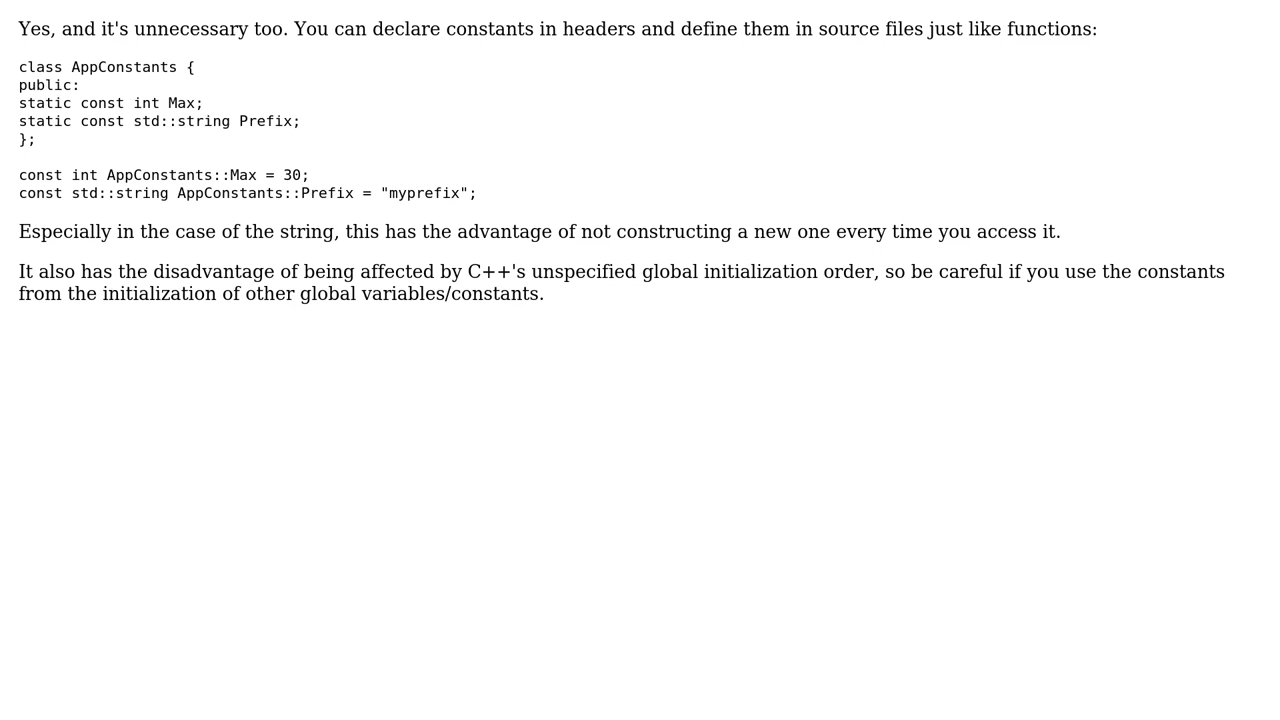 Yes, and it's unnecessary too. You can declare constants in headers and define them in source files just like functions:
class AppConstants {
public:
static const int Max;
static const std::string Prefix;
};
const int AppConstants::Max = 30;
const std::string AppConstants::Prefix = "myprefix";
Especially in the case of the string, this has the advantage of not constructing a new one every time you access it.
It also has the disadvantage of being affected by C++'s unspecified global initialization order, so be careful if you use the constants
from the initialization of other global variables/constants.